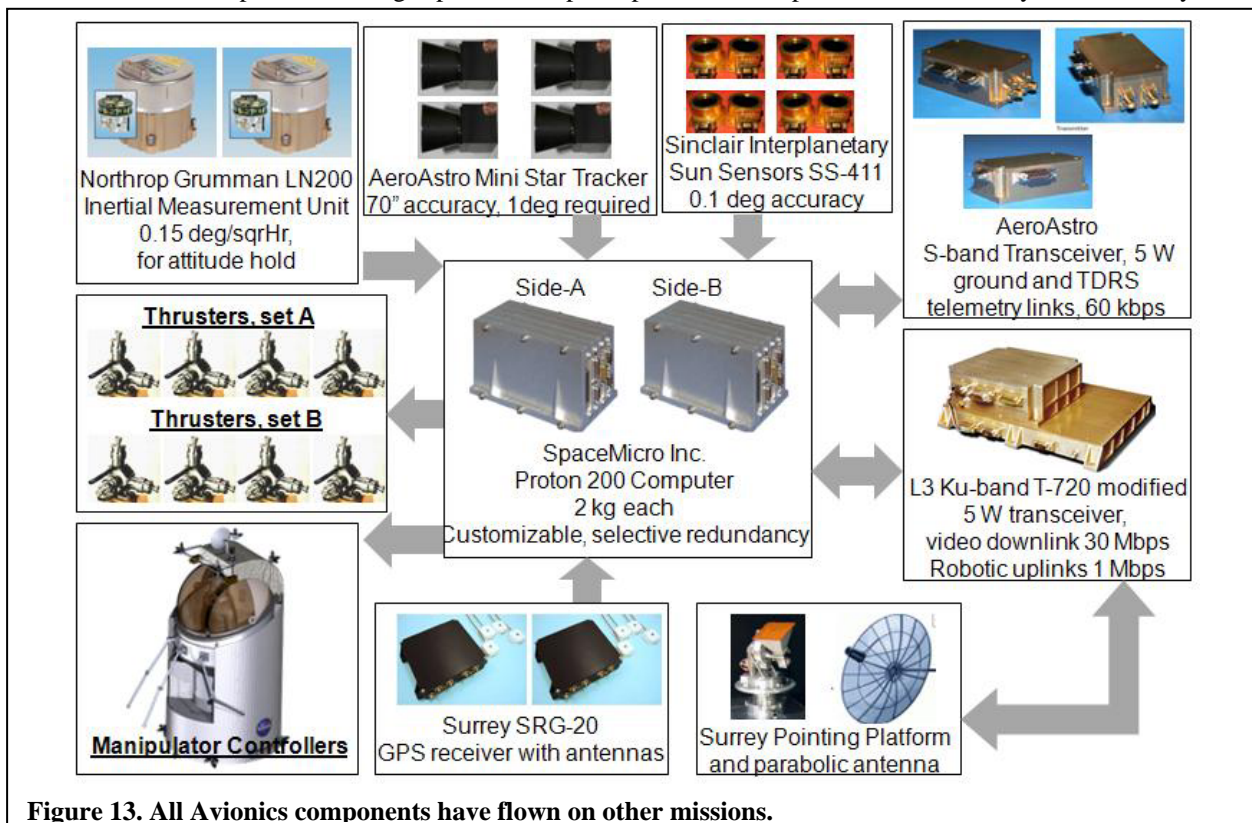 Northrop Grumman LN200
Inertial Measurement Unit
0.15 deg/sqrHr,
for attitude hold
AeroAstro Mini Star Tracker
70” accuracy, 1deg required
Sinclair Interplanetary
Sun Sensors SS-411
0.1 deg accuracy
AeroAstro
S-band Transceiver, 5 W
ground and TDRS
telemetry links, 60 kbps
Thrusters, set A
Thrusters, set B
Side-A Side-B
SpaceMicro Inc.
Proton 200 Computer
2 kg each
Customizable, selective redundancy
L3 Ku-band T-720 modified
5 W transceiver,
video downlink 30 Mbps
Robotic uplinks 1 Mbps
Manipulator Controllers
Surrey SRG-20
GPS receiver with antennas
Surrey Pointing Platform
and parabolic antenna
Figure 13. All Avionics components have flown on other missions.